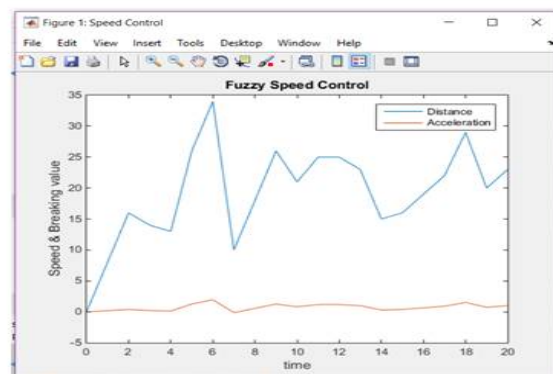 Figure 1: Speed Control
File Edit View Insert Tools Desktop Window Help
Fuzzy Speed Control
35
30
25
20
15
10
5
0
-5
Speed & Breaking value
Distance
Acceleration
0 2 4 6 8 10 12 14 16 18 20
time